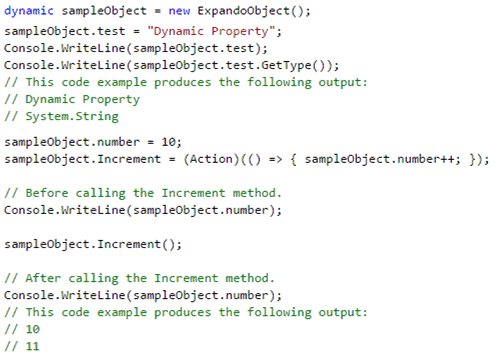 dynamic sampleObject = new ExpandoObject();
sampleObject.test = "Dynamic Property";
Console.WriteLine(sampleObject.test);
Console.WriteLine(sampleObject.test.GetType());
// This code example produces the following output:
// Dynamic Property
// System.String
sampleObject.number = 10;
sampleObject.Increment = (Action)(() => { sampleObject.number++; });
// Before calling the Increment method.
Console.WriteLine(sampleObject.number);
sampleObject.Increment();
// After calling the Increment method.
Console.WriteLine(sampleObject.number);
// This code example produces the following output:
// 10
// 11